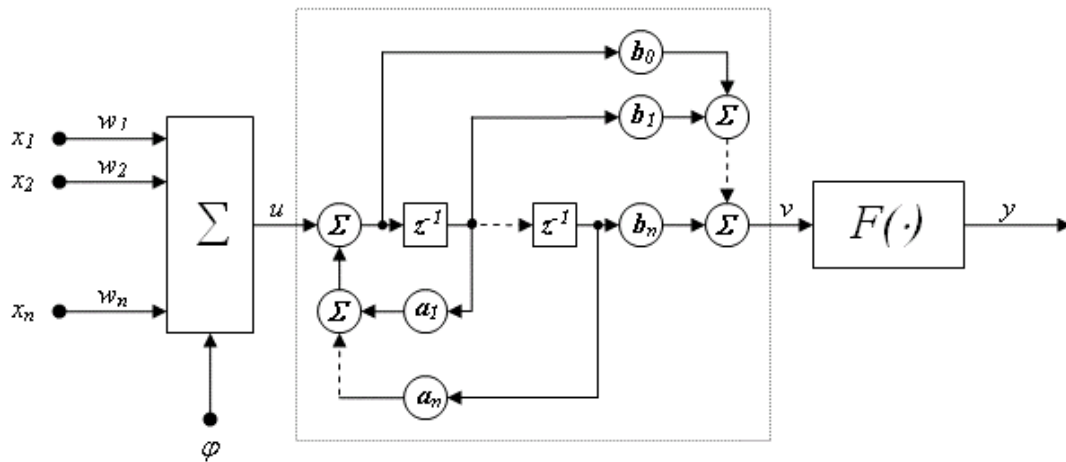 b₀
b₁
Σ
x₁ w₁
x₂ w₂
Σ u Σ z⁻¹ z⁻¹ bₙ Σ v F(·) y
xₙ wₙ
Σ a₁
aₙ
φ